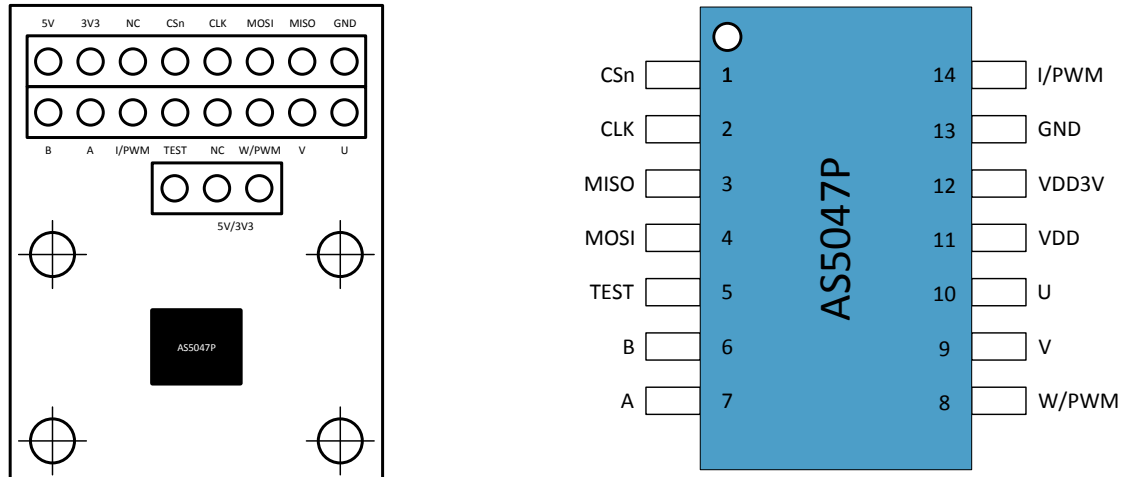 5V 3V3 NC CSn CLK MOSI MISO GND
B A I/PWM TEST NC W/PWM V U
5V/3V3
AS5047P
CSn 1 14 I/PWM
CLK 2 13 GND
MISO 3 12 VDD3V
MOSI 4 11 VDD
TEST 5 10 U
B 6 9 V
A 7 8 W/PWM
AS5047P